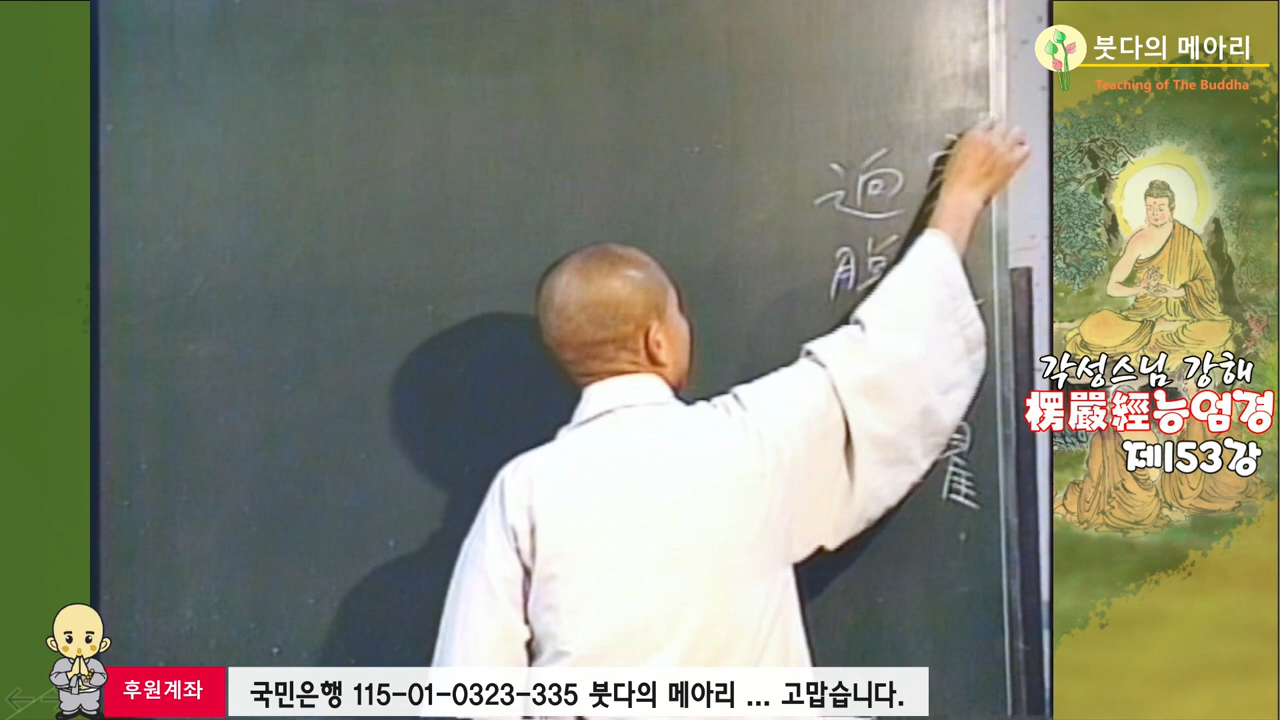 붓다의 메아리
Teaching of The Buddha
迥
각성스님 강해
楞嚴經능엄경
제153강
후원계좌
국민은행 115-01-0323-335 붓다의 메아리 ... 고맙습니다.